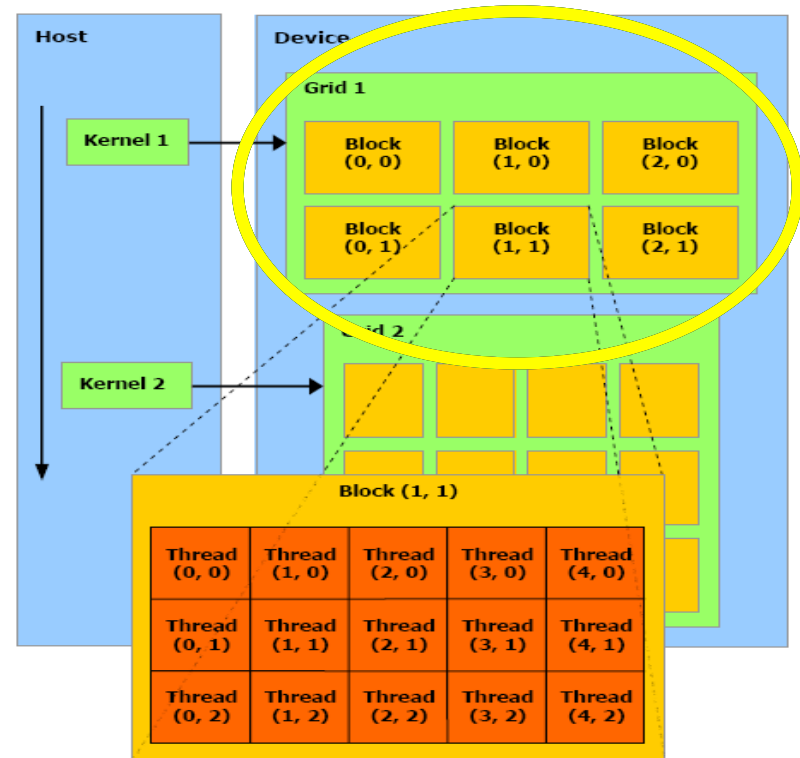 Host
Device
Grid 1
Kernel 1
Block
(0, 0)
Block
(1, 0)
Block
(2, 0)
Block
(0, 1)
Block
(1, 1)
Block
(2, 1)
Grid 2
Kernel 2
Block (1, 1)
Thread
(0, 0)
Thread
(1, 0)
Thread
(2, 0)
Thread
(3, 0)
Thread
(4, 0)
Thread
(0, 1)
Thread
(1, 1)
Thread
(2, 1)
Thread
(3, 1)
Thread
(4, 1)
Thread
(0, 2)
Thread
(1, 2)
Thread
(2, 2)
Thread
(3, 2)
Thread
(4, 2)